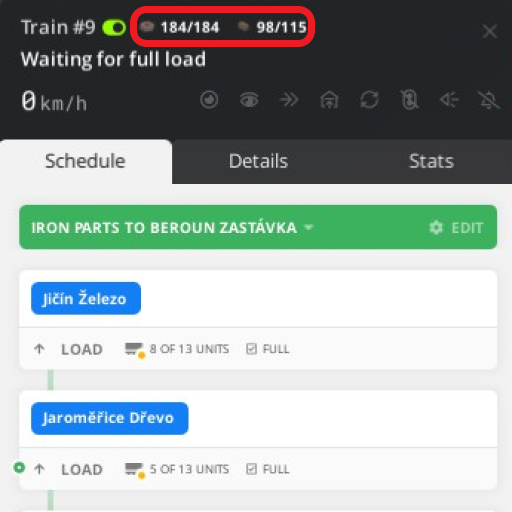 Train #9 184/184 98/115
Waiting for full load
0 km/h
Schedule Details Stats
IRON PARTS TO BEROUN ZASTÁVKA EDIT
Jičín Železo
LOAD 8 OF 13 UNITS FULL
Jaroměřice Dřevo
LOAD 5 OF 13 UNITS FULL